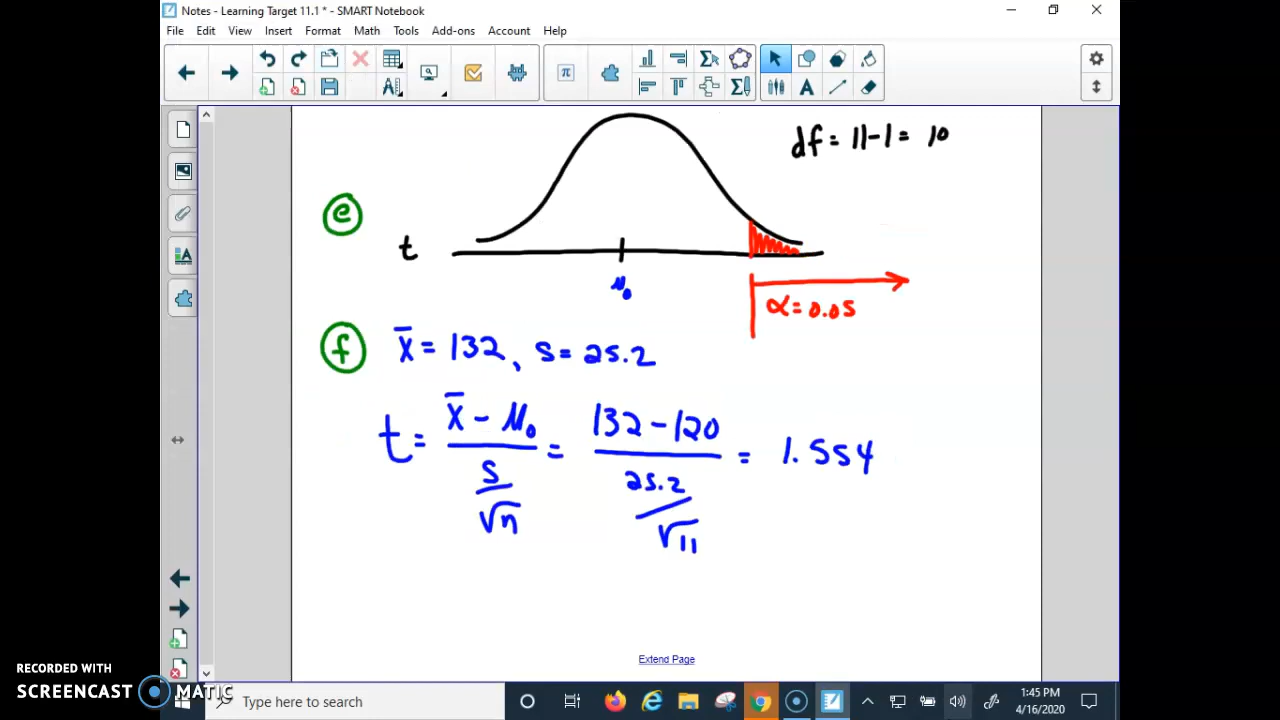 Notes - Learning Target 11.1 * - SMART Notebook
File Edit View Insert Format Math Tools Add-ons Account Help
df = 11-1 = 10
e
t
μ₀
α = 0.05
f
x̄ = 132, s = 25.2
t = (x̄ - μ₀)/(s/√n) = (132 - 120)/(25.2/√11) = 1.554
Extend Page
RECORDED WITH
SCREENCAST MATIC
Type here to search
1:45 PM
4/16/2020